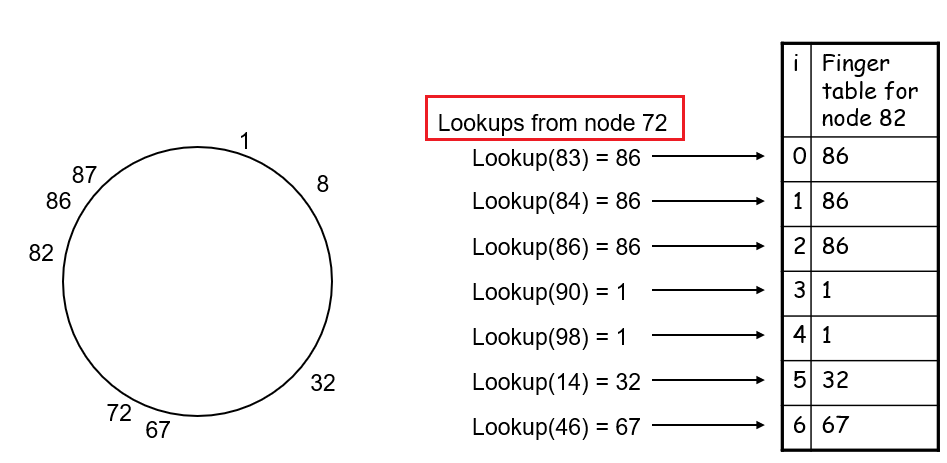 1
8
32
67
72
82
86
87
Lookups from node 72
Lookup(83) = 86
Lookup(84) = 86
Lookup(86) = 86
Lookup(90) = 1
Lookup(98) = 1
Lookup(14) = 32
Lookup(46) = 67
i Finger
table for
node 82
0 86
1 86
2 86
3 1
4 1
5 32
6 67